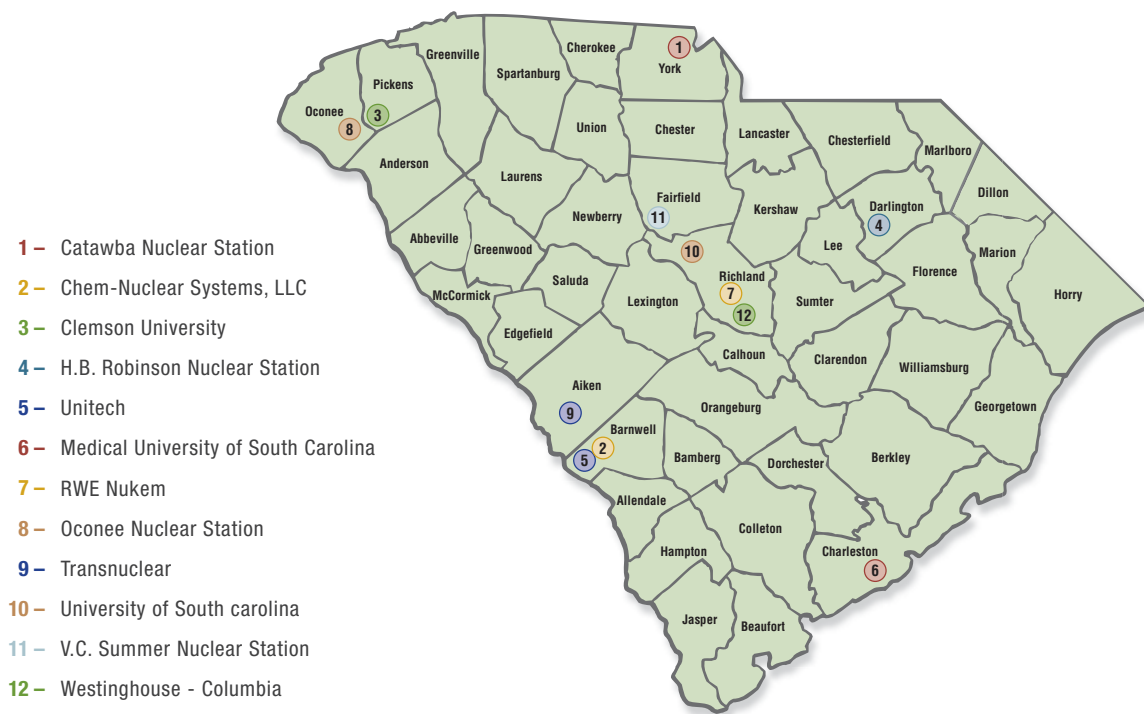 1 – Catawba Nuclear Station
2 – Chem-Nuclear Systems, LLC
3 – Clemson University
4 – H.B. Robinson Nuclear Station
5 – Unitech
6 – Medical University of South Carolina
7 – RWE Nukem
8 – Oconee Nuclear Station
9 – Transnuclear
10 – University of South carolina
11 – V.C. Summer Nuclear Station
12 – Westinghouse - Columbia
Cherokee
1
York
Greenville
Spartanburg
Pickens
3
Oconee
8
Union
Chester
Lancaster
Chesterfield
Marlboro
Anderson
Laurens
Dillon
Fairfield
11
Kershaw
Darlington
4
Newberry
Abbeville
Greenwood
Lee
Marion
10
Florence
Richland
7
12
Saluda
McCormick
Lexington
Sumter
Horry
Edgefield
Calhoun
Clarendon
Williamsburg
Aiken
9
Orangeburg
Georgetown
Barnwell
2
5
Bamberg
Dorchester
Berkley
Allendale
Colleton
Hampton
Charleston
6
Jasper
Beaufort